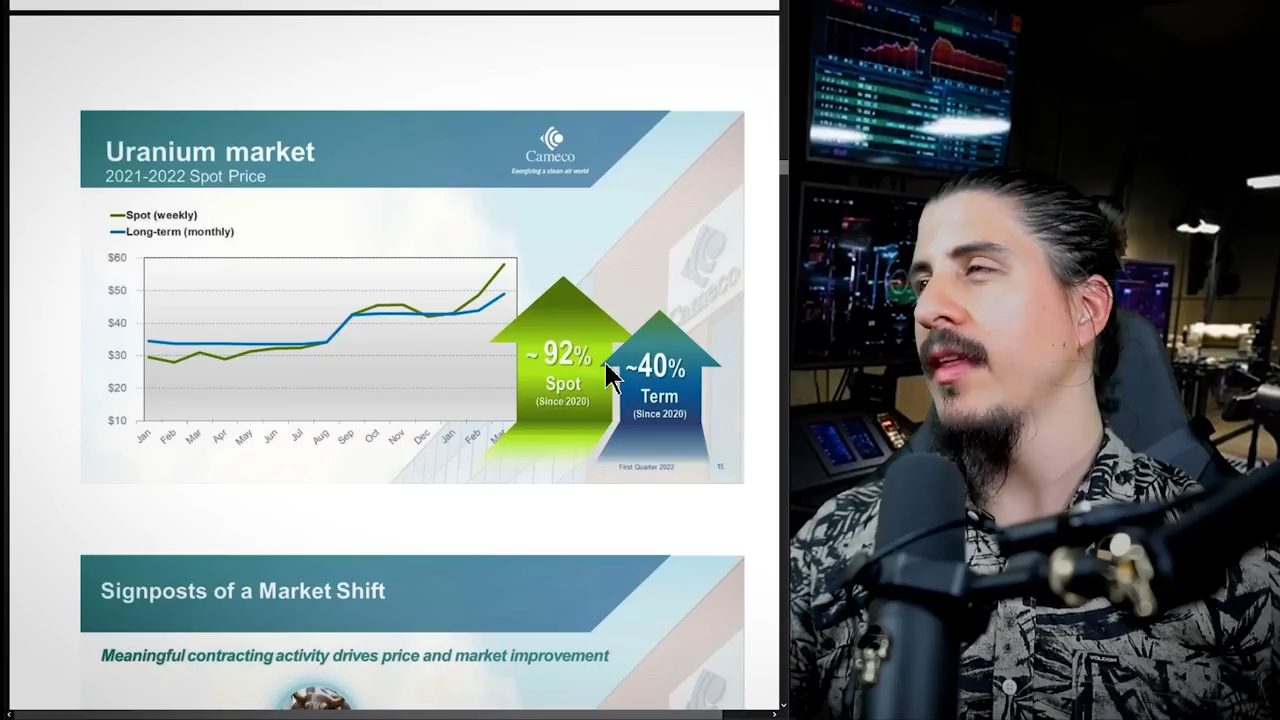 Uranium market
2021-2022 Spot Price
Cameco
Energizing a clean-air world
Spot (weekly)
Long-term (monthly)
$60
$50
$40
$30
$20
$10
Jan
Feb
Mar
Apr
May
Jun
Jul
Aug
Sep
Oct
Nov
Dec
Jan
Feb
Mar
~ 92%
Spot
(Since 2020)
~40%
Term
(Since 2020)
First Quarter 2022
15
Cameco
Signposts of a Market Shift
Meaningful contracting activity drives price and market improvement
VOLCOM